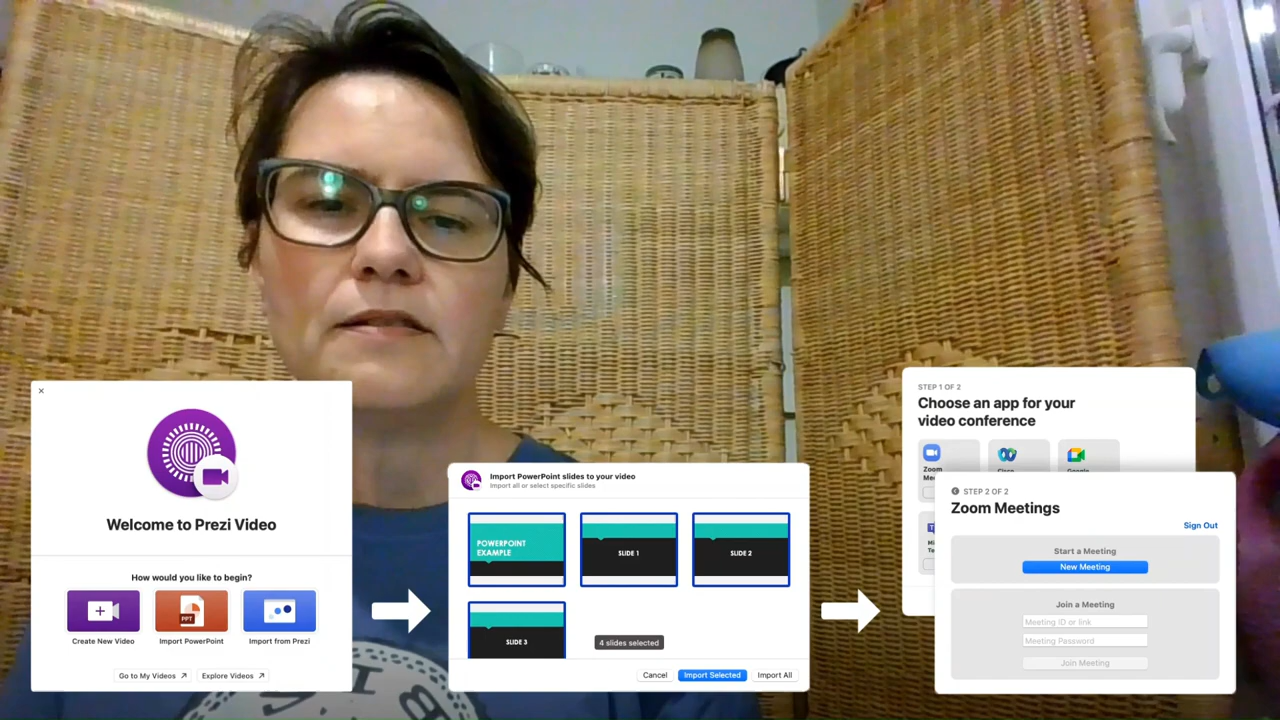 Welcome to Prezi Video
How would you like to begin?
Create New Video
PPT
Import PowerPoint
Import from Prezi
Go to My Videos
Explore Videos
Import PowerPoint slides to your video
Import all or select specific slides
POWERPOINT
EXAMPLE
SLIDE 1
SLIDE 2
SLIDE 3
4 slides selected
Cancel
Import Selected
Import All
STEP 1 OF 2
Choose an app for your
video conference
Zoom
STEP 2 OF 2
Zoom Meetings
Sign Out
Start a Meeting
New Meeting
Join a Meeting
Meeting ID or link
Meeting Password
Join Meeting